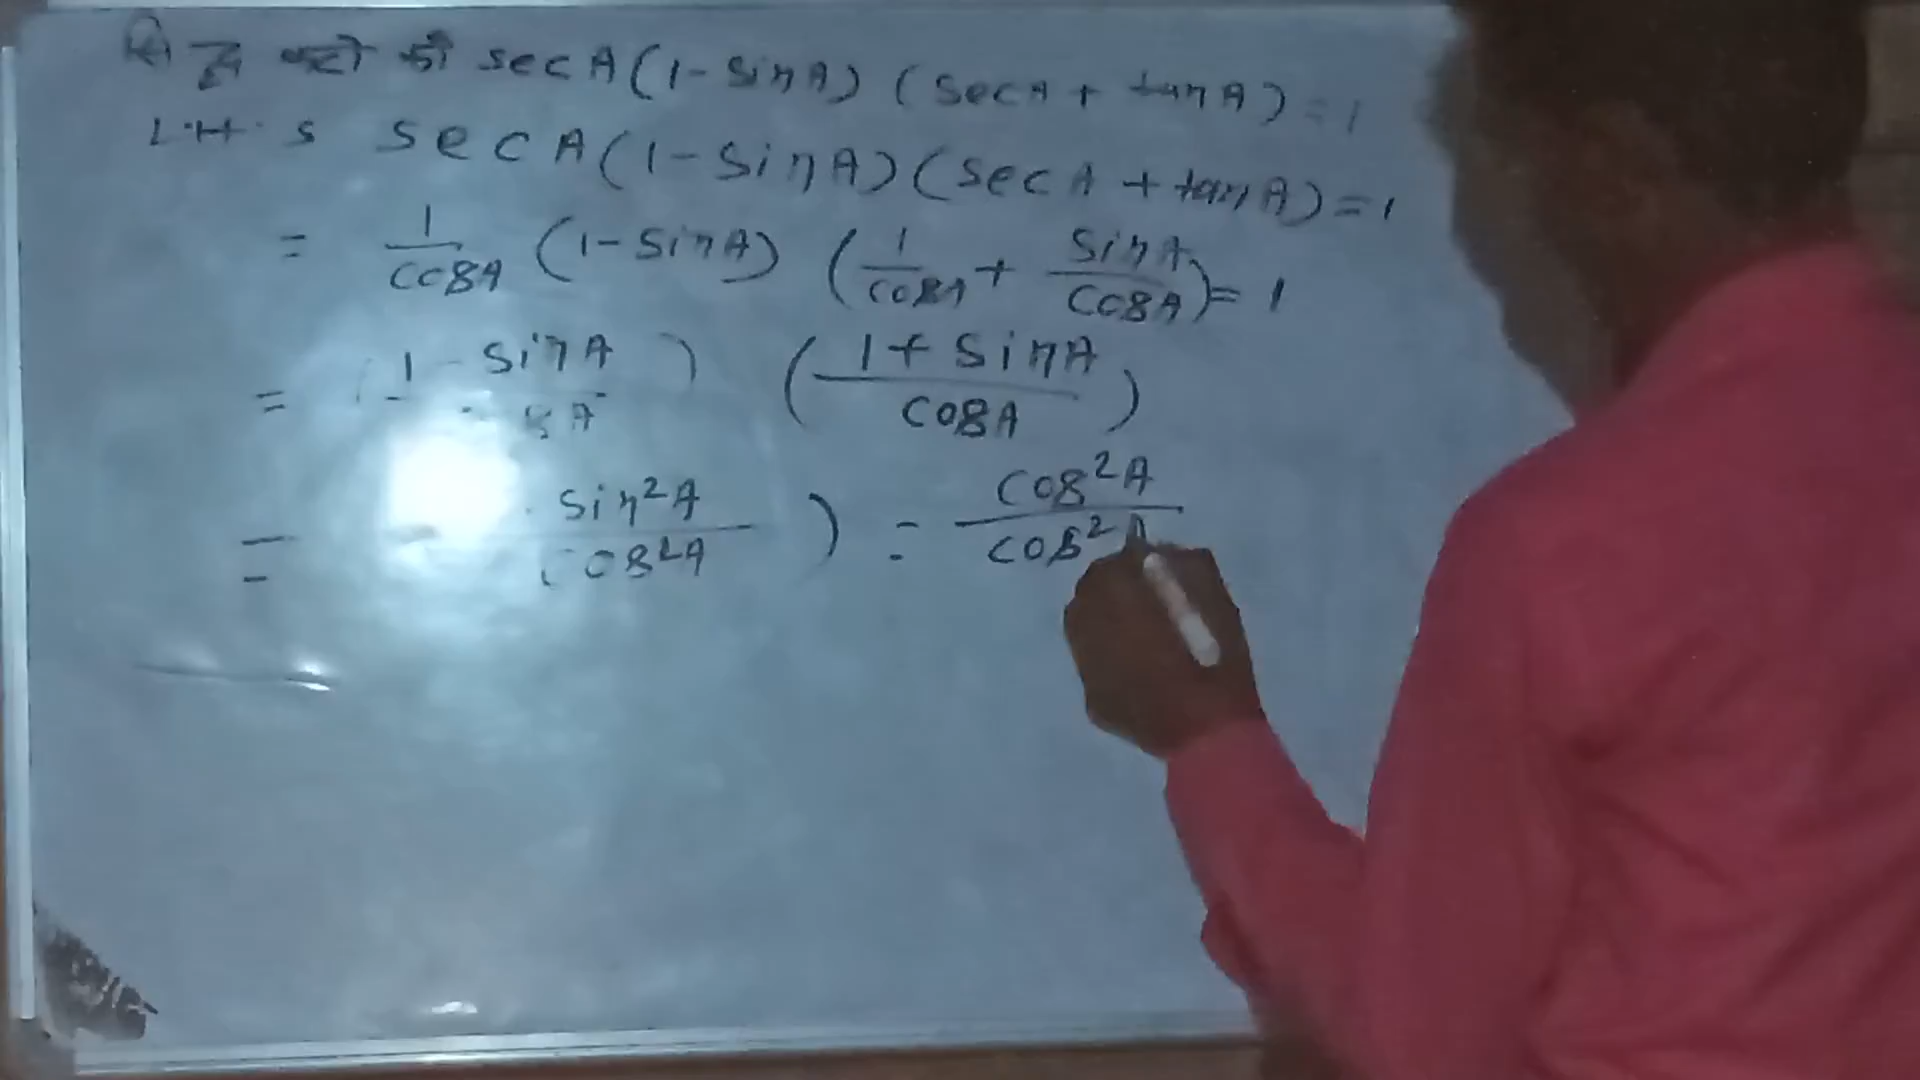 सिद्ध करो की secA(1-sinA) (secA + tanA) = 1
L.H.S secA(1-sinA)(secA + tanA) = 1
= 1/cosA (1-sinA) (1/cosA + sinA/cosA) = 1
= (1 - sinA / sA) (1+sinA/cosA)
= sin²A/cos²A ) = cos²A/cos²A